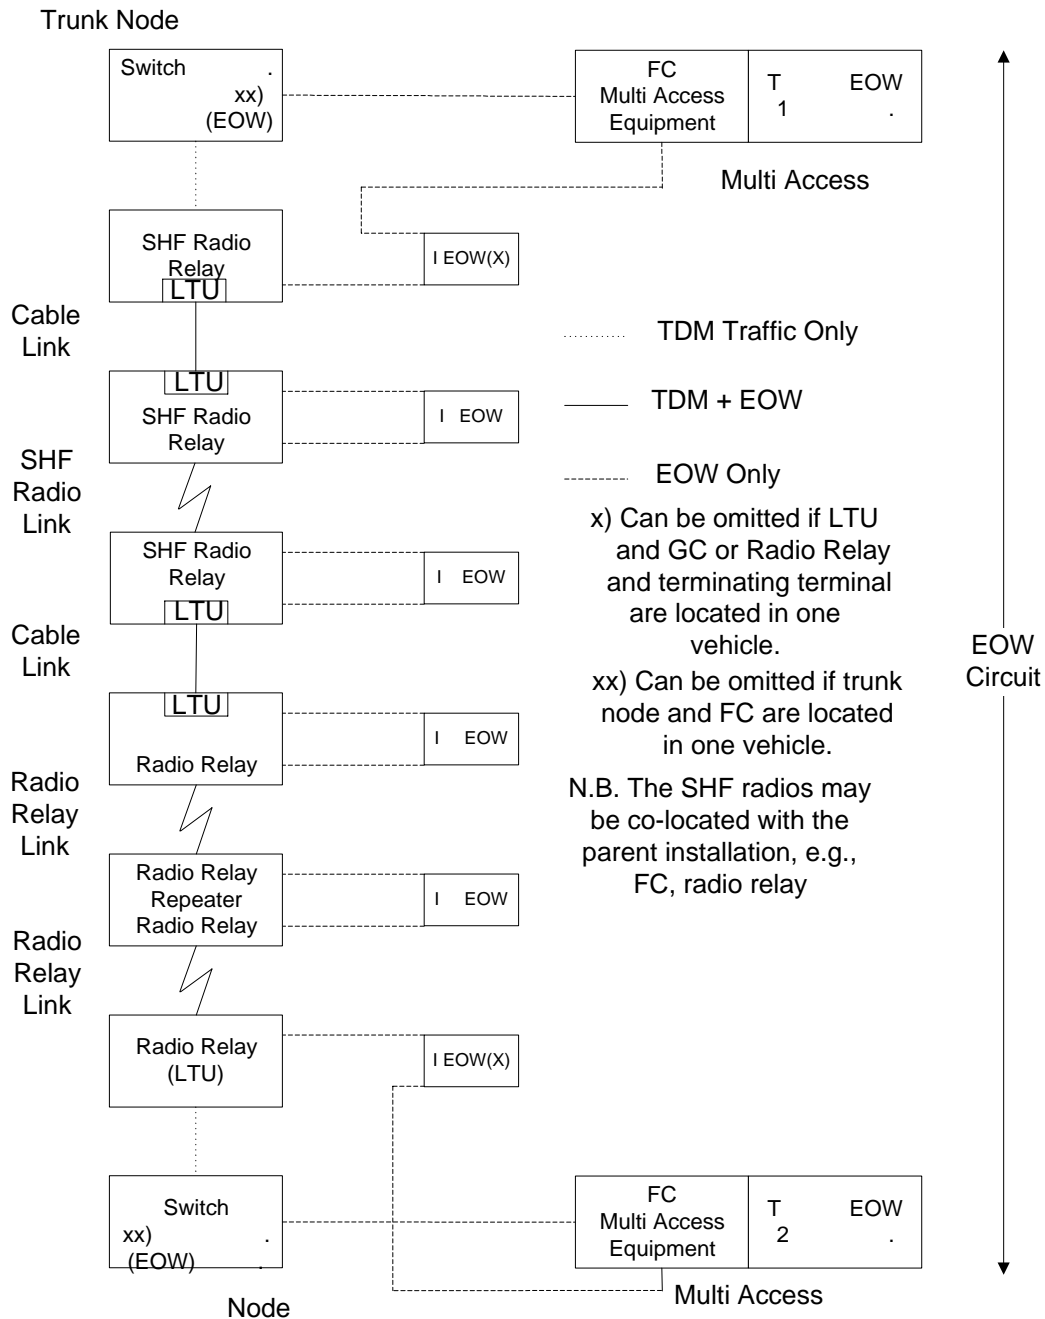 Trunk Node
Switch .
xx)
(EOW)
FC
Multi Access
Equipment
T EOW
1 .
Multi Access
SHF Radio
Relay
LTU
I EOW(X)
Cable
Link
LTU
SHF Radio
Relay
I EOW
SHF
Radio
Link
SHF Radio
Relay
LTU
I EOW
Cable
Link
LTU
Radio Relay
I EOW
Radio
Relay
Link
Radio Relay
Repeater
Radio Relay
I EOW
Radio
Relay
Link
Radio Relay
(LTU)
I EOW(X)
Switch
xx) .
(EOW) .
Node
FC
Multi Access
Equipment
T EOW
2 .
Multi Access
TDM Traffic Only
TDM + EOW
EOW Only
x) Can be omitted if LTU
and GC or Radio Relay
and terminating terminal
are located in one
vehicle.
xx) Can be omitted if trunk
node and FC are located
in one vehicle.
N.B. The SHF radios may
be co-located with the
parent installation, e.g.,
FC, radio relay
EOW
Circuit